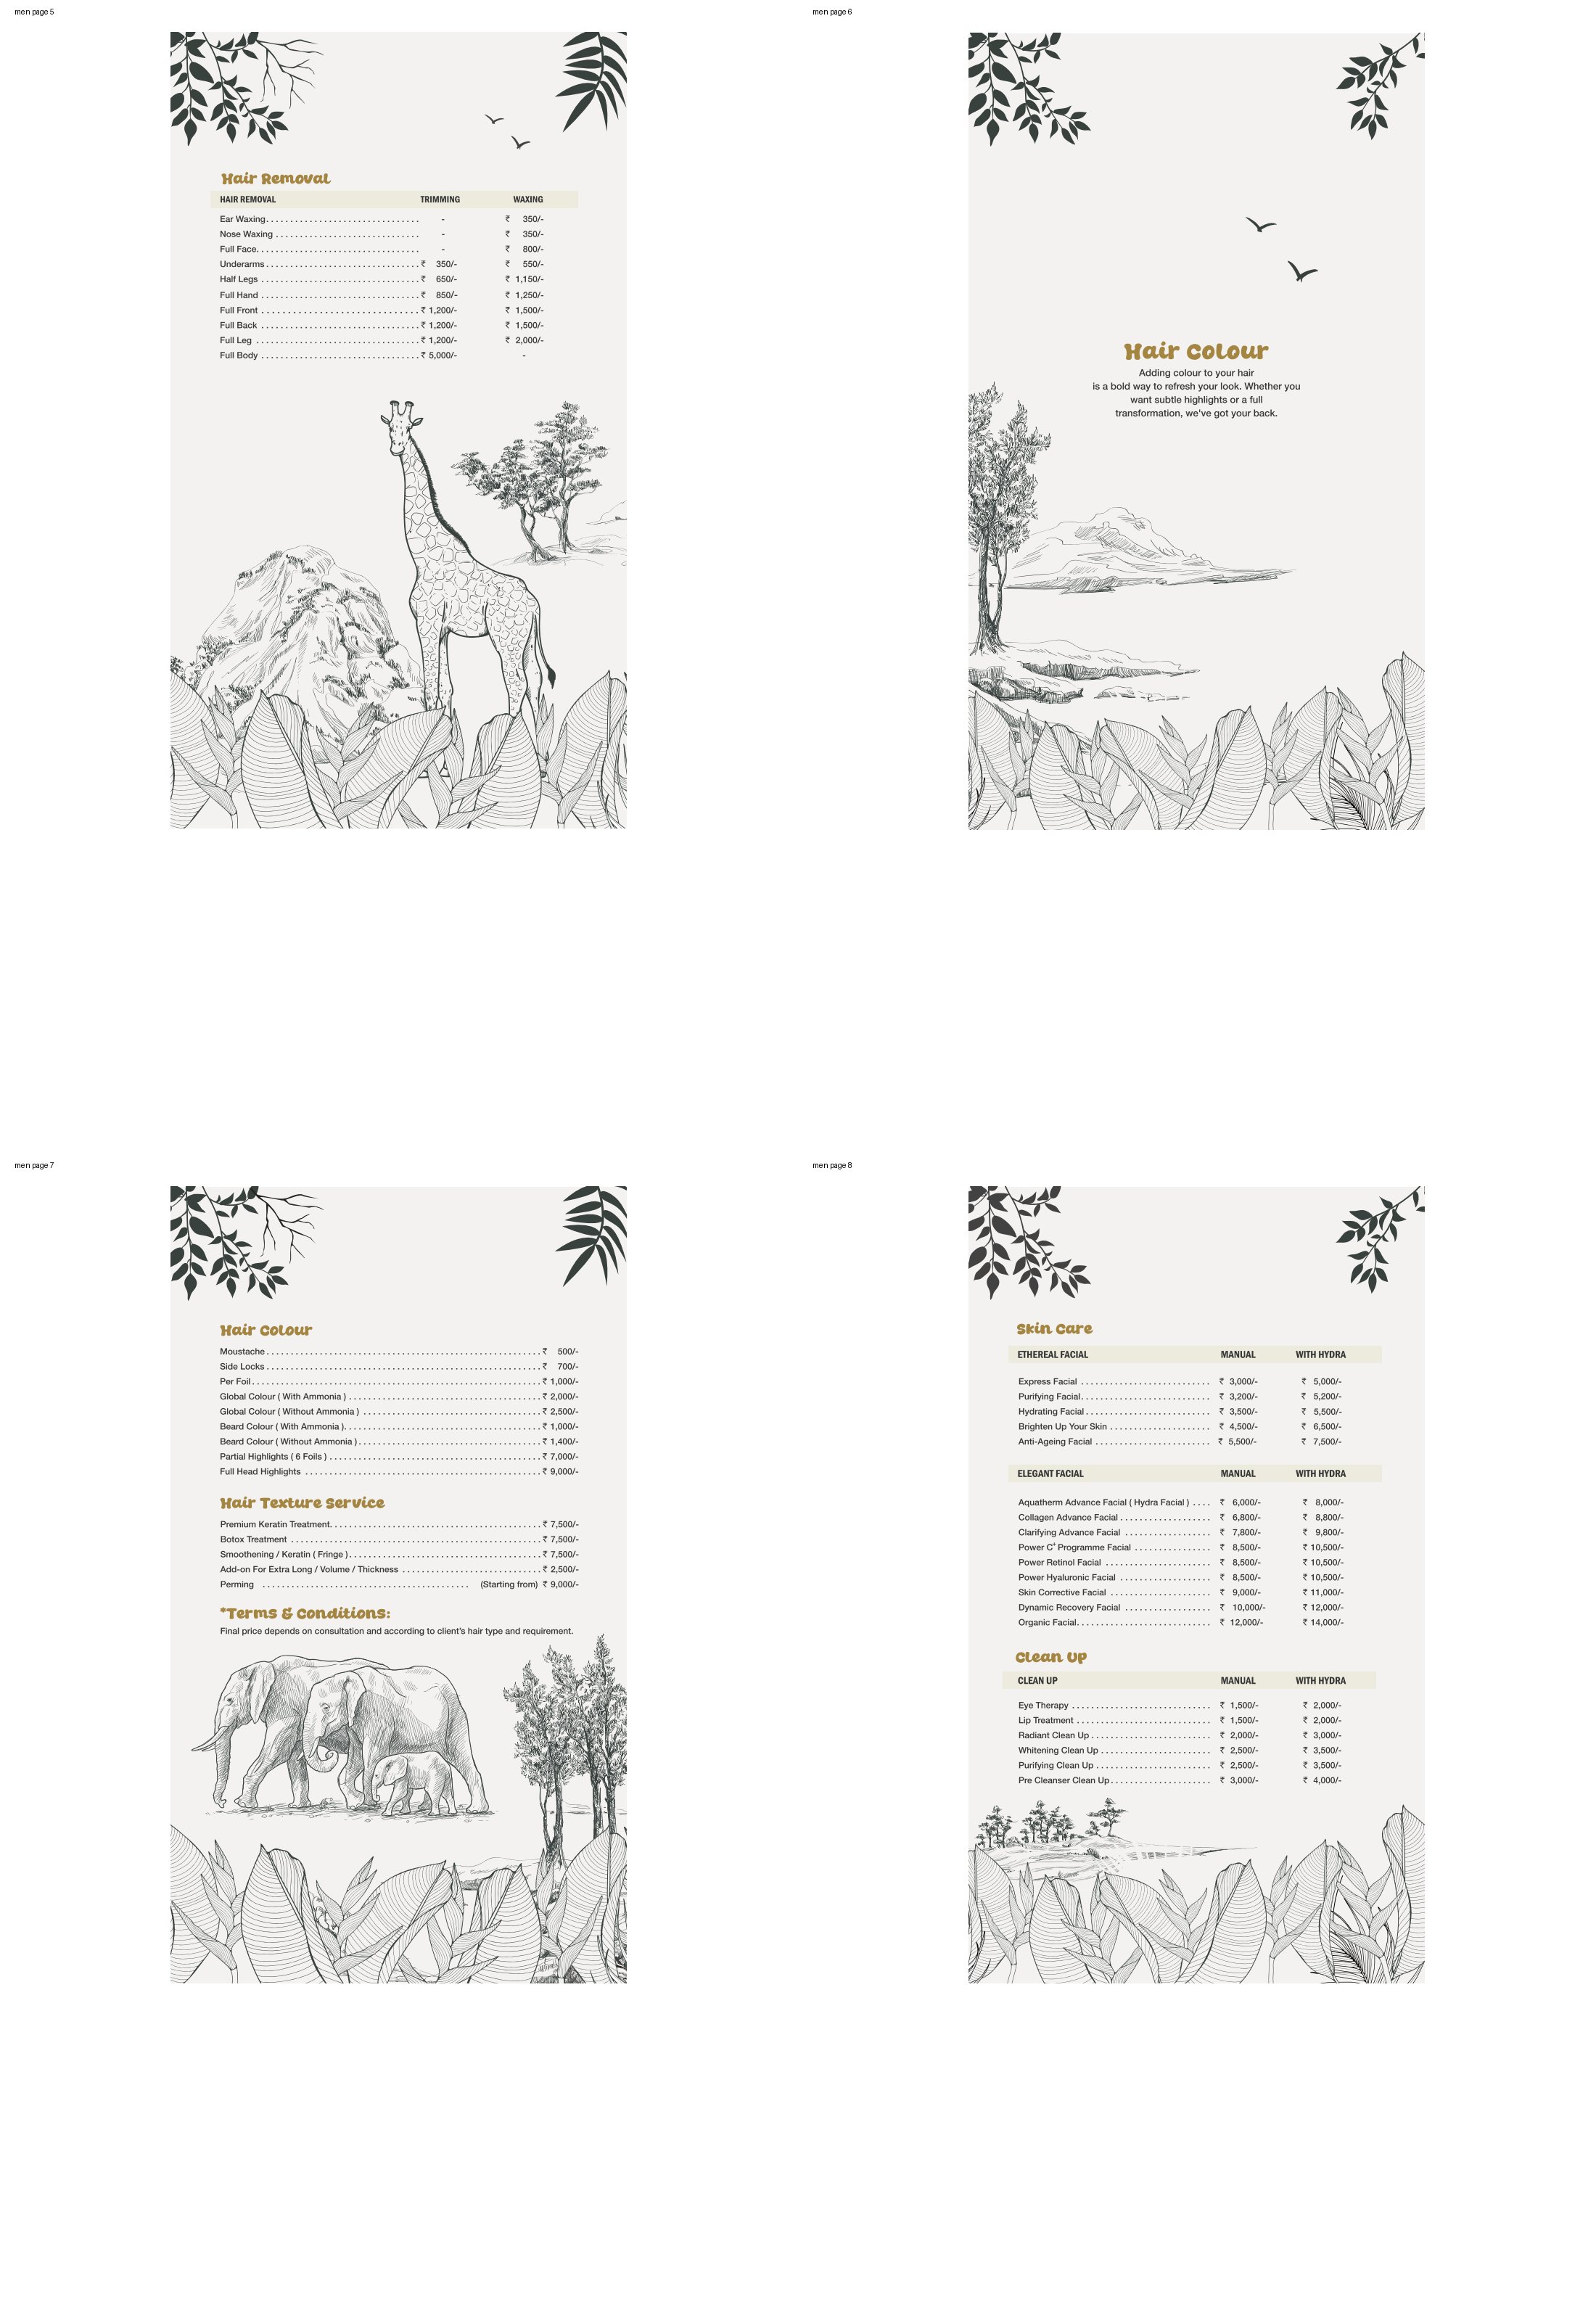 men page 5
Hair Removal
HAIR REMOVAL TRIMMING WAXING
Ear Waxing................................ - ₹ 350/-
Nose Waxing.............................. - ₹ 350/-
Full Face.................................. - ₹ 800/-
Underarms................................ ₹ 350/- ₹ 550/-
Half Legs ................................. ₹ 650/- ₹ 1,150/-
Full Hand ................................. ₹ 850/- ₹ 1,250/-
Full Front ................................. ₹ 1,200/- ₹ 1,500/-
Full Back ................................. ₹ 1,200/- ₹ 1,500/-
Full Leg .................................. ₹ 1,200/- ₹ 2,000/-
Full Body ................................. ₹ 5,000/- -
men page 6
Hair Colour
Adding colour to your hair
is a bold way to refresh your look. Whether you
want subtle highlights or a full
transformation, we've got your back.
men page 7
Hair Colour
Moustache........................................................ ₹ 500/-
Side Locks........................................................ ₹ 700/-
Per Foil........................................................... ₹ 1,000/-
Global Colour ( With Ammonia )....................................... ₹ 2,000/-
Global Colour ( Without Ammonia ) .................................... ₹ 2,500/-
Beard Colour ( With Ammonia )........................................ ₹ 1,000/-
Beard Colour ( Without Ammonia )..................................... ₹ 1,400/-
Partial Highlights ( 6 Foils )........................................... ₹ 7,000/-
Full Head Highlights ................................................ ₹ 9,000/-
Hair Texture Service
Premium Keratin Treatment........................................... ₹ 7,500/-
Botox Treatment ................................................... ₹ 7,500/-
Smoothening / Keratin ( Fringe )....................................... ₹ 7,500/-
Add-on For Extra Long / Volume / Thickness ............................ ₹ 2,500/-
Perming .......................................... (Starting from) ₹ 9,000/-
*Terms & Conditions:
Final price depends on consultation and according to client's hair type and requirement.
men page 8
Skin Care
ETHEREAL FACIAL MANUAL WITH HYDRA
Express Facial ........................... ₹ 3,000/- ₹ 5,000/-
Purifying Facial........................... ₹ 3,200/- ₹ 5,200/-
Hydrating Facial.......................... ₹ 3,500/- ₹ 5,500/-
Brighten Up Your Skin..................... ₹ 4,500/- ₹ 6,500/-
Anti-Ageing Facial ........................ ₹ 5,500/- ₹ 7,500/-
ELEGANT FACIAL MANUAL WITH HYDRA
Aquatherm Advance Facial ( Hydra Facial ) .... ₹ 6,000/- ₹ 8,000/-
Collagen Advance Facial ................... ₹ 6,800/- ₹ 8,800/-
Clarifying Advance Facial .................. ₹ 7,800/- ₹ 9,800/-
Power C+ Programme Facial ................ ₹ 8,500/- ₹ 10,500/-
Power Retinol Facial ...................... ₹ 8,500/- ₹ 10,500/-
Power Hyaluronic Facial ................... ₹ 8,500/- ₹ 10,500/-
Skin Corrective Facial ..................... ₹ 9,000/- ₹ 11,000/-
Dynamic Recovery Facial .................. ₹ 10,000/- ₹ 12,000/-
Organic Facial............................ ₹ 12,000/- ₹ 14,000/-
Clean Up
CLEAN UP MANUAL WITH HYDRA
Eye Therapy ............................. ₹ 1,500/- ₹ 2,000/-
Lip Treatment ............................ ₹ 1,500/- ₹ 2,000/-
Radiant Clean Up......................... ₹ 2,000/- ₹ 3,000/-
Whitening Clean Up....................... ₹ 2,500/- ₹ 3,500/-
Purifying Clean Up........................ ₹ 2,500/- ₹ 3,500/-
Pre Cleanser Clean Up..................... ₹ 3,000/- ₹ 4,000/-